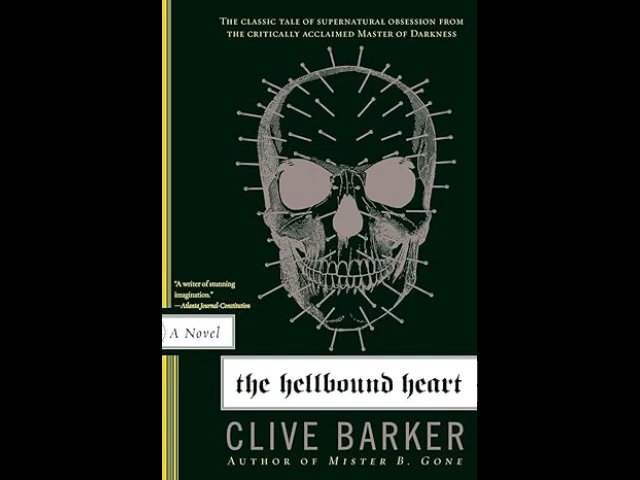 THE CLASSIC TALE OF SUPERNATURAL OBSESSION FROM
THE CRITICALLY ACCLAIMED MASTER OF DARKNESS
"A writer of stunning
imagination."
—Atlanta Journal-Constitution
A Novel
the hellbound heart
CLIVE BARKER
AUTHOR OF MISTER B. GONE